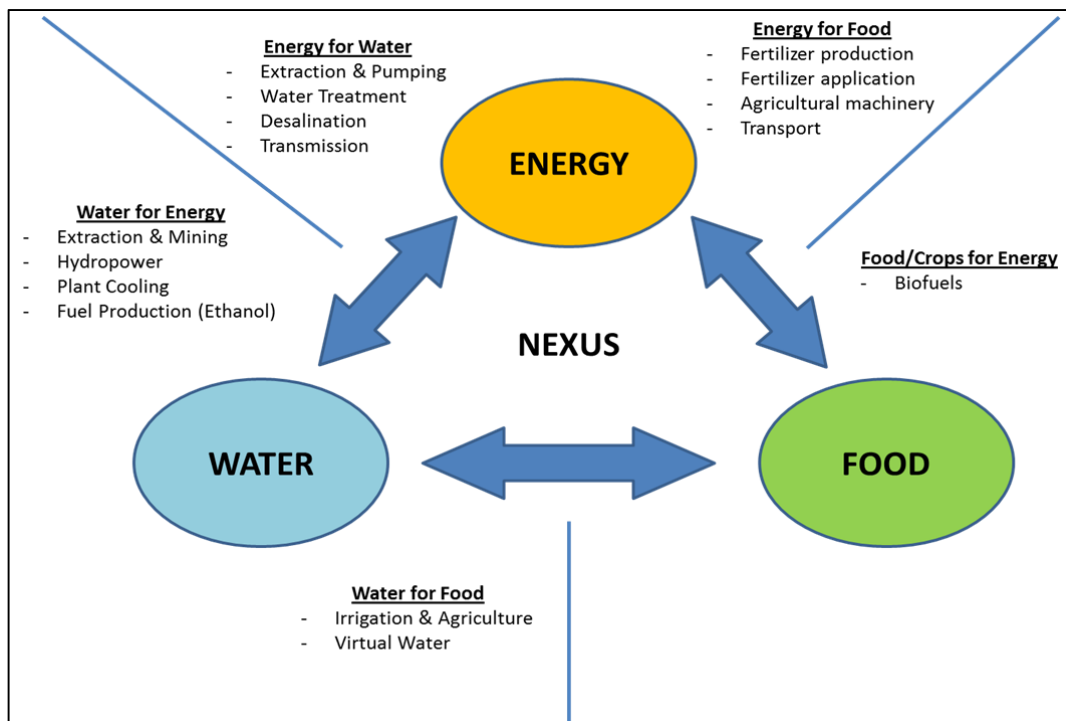 Energy for Water
- Extraction & Pumping
- Water Treatment
- Desalination
- Transmission
Energy for Food
- Fertilizer production
- Fertilizer application
- Agricultural machinery
- Transport
ENERGY
Water for Energy
- Extraction & Mining
- Hydropower
- Plant Cooling
- Fuel Production (Ethanol)
Food/Crops for Energy
- Biofuels
NEXUS
WATER
FOOD
Water for Food
- Irrigation & Agriculture
- Virtual Water